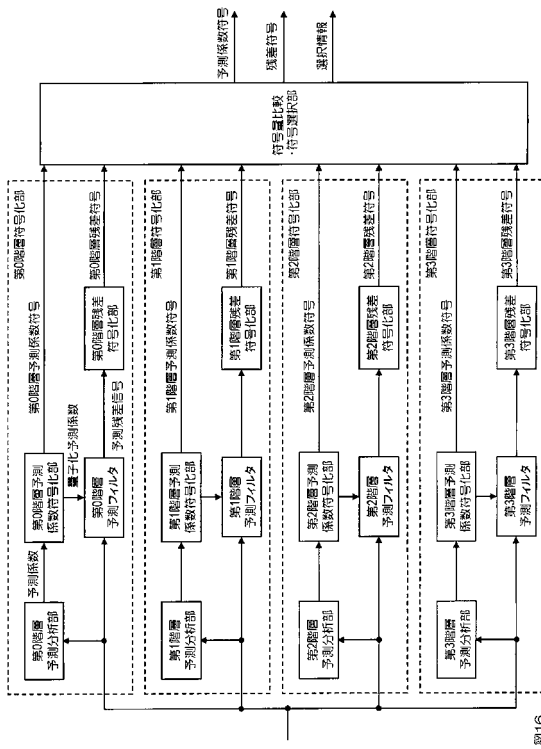 第0階層符号化部
第0階層予測分析部
予測係数
第0階層予測
係数符号化部
量子化予測係数
第0階層
予測フィルタ
第0階層予測係数符号
予測残差信号
第0階層残差
符号化部
第0階層残差符号
第1階層符号化部
第1階層
予測分析部
第1階層予測
係数符号化部
第1階層
予測フィルタ
第1階層予測係数符号
第1階層残差
符号化部
第1階層残差符号
第2階層符号化部
第2階層
予測分析部
第2階層予測
係数符号化部
第2階層
予測フィルタ
第2階層予測係数符号
第2階層残差
符号化部
第2階層残差符号
第3階層符号化部
第3階層
予測分析部
第3階層予測
係数符号化部
第3階層
予測フィルタ
第3階層予測係数符号
第3階層残差
符号化部
第3階層残差符号
符号量比較
・符号選択部
予測係数符号
残差符号
選択情報
図16